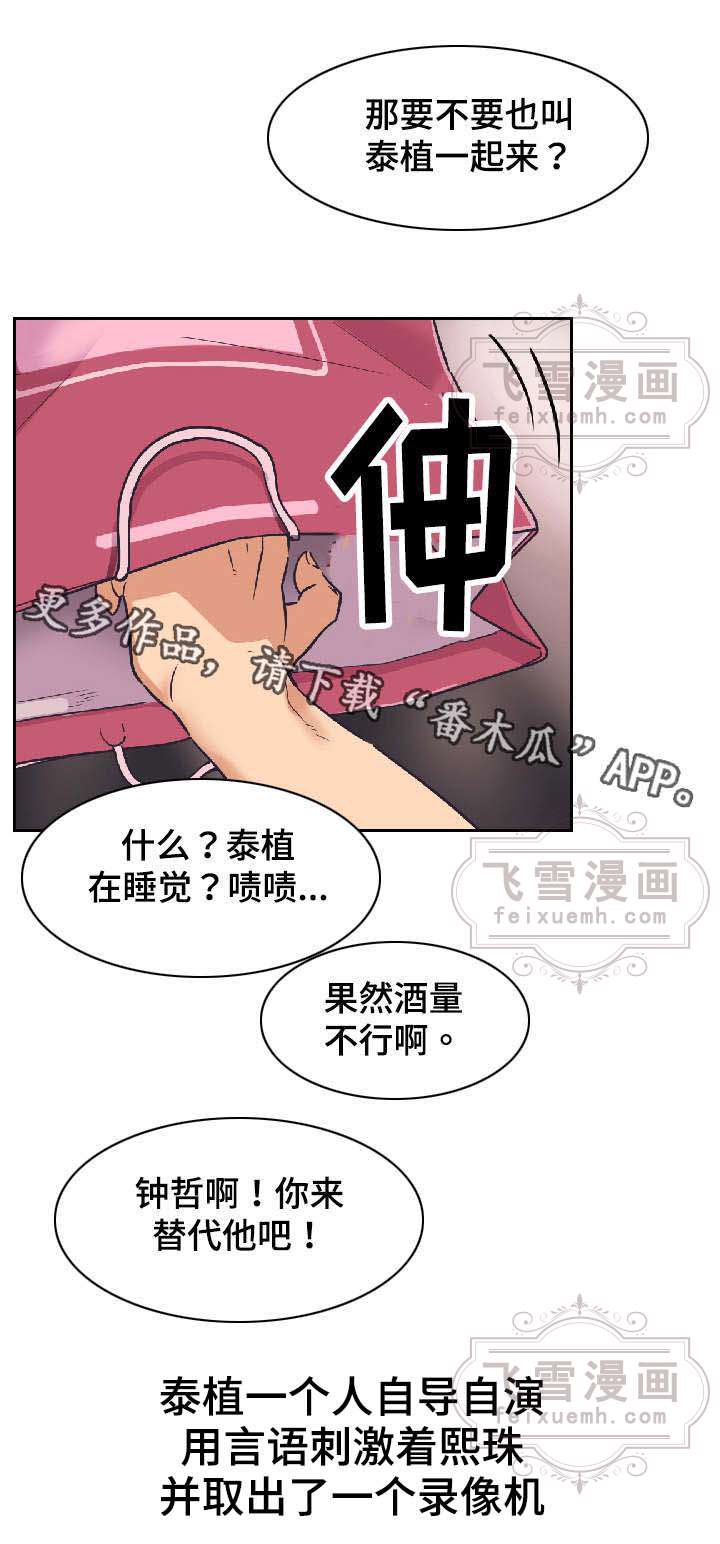 那要不要也叫
泰植一起来？
飞雪漫画
feixuemh.com
伸
更多作品，请下载“番木瓜”APP。
什么？泰植
在睡觉？啧啧...
飞雪漫画
feixuemh.com
果然酒量
不行啊。
钟哲啊！你来
替代他吧！
飞雪漫画
feixuemh.com
泰植一个人自导自演
用言语刺激着熙珠
并取出了一个录像机